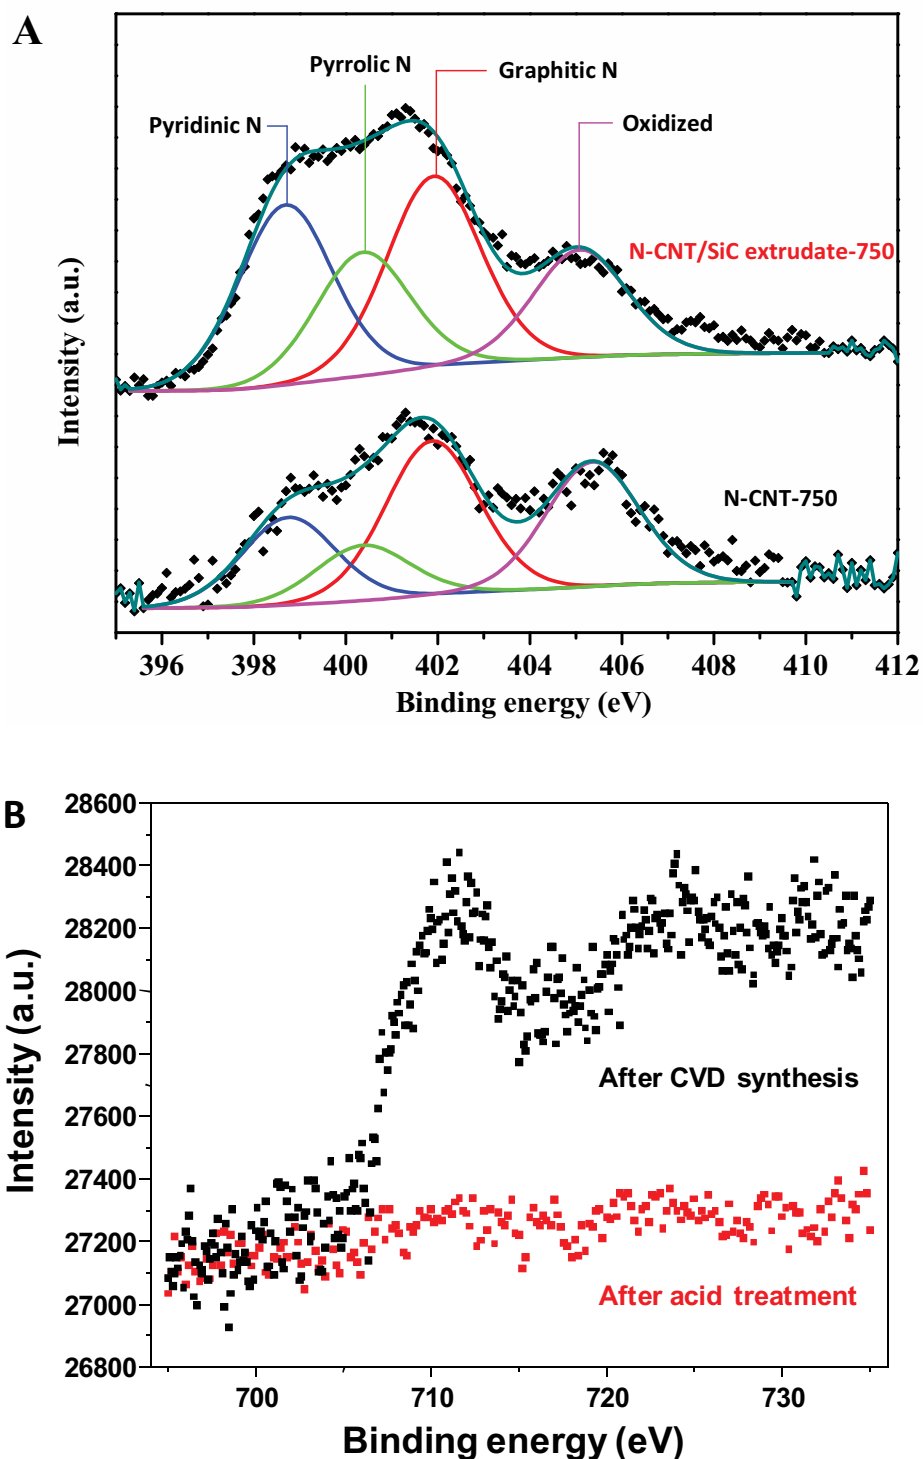 A
Pyrrolic N
Graphitic N
Pyridinic N
Oxidized
N-CNT/SiC extrudate-750
Intensity (a.u.)
N-CNT-750
396 398 400 402 404 406 408 410 412
Binding energy (eV)
B
28600
28400
28200
28000
27800
27600
27400
27200
27000
26800
Intensity (a.u.)
After CVD synthesis
After acid treatment
700 710 720 730
Binding energy (eV)